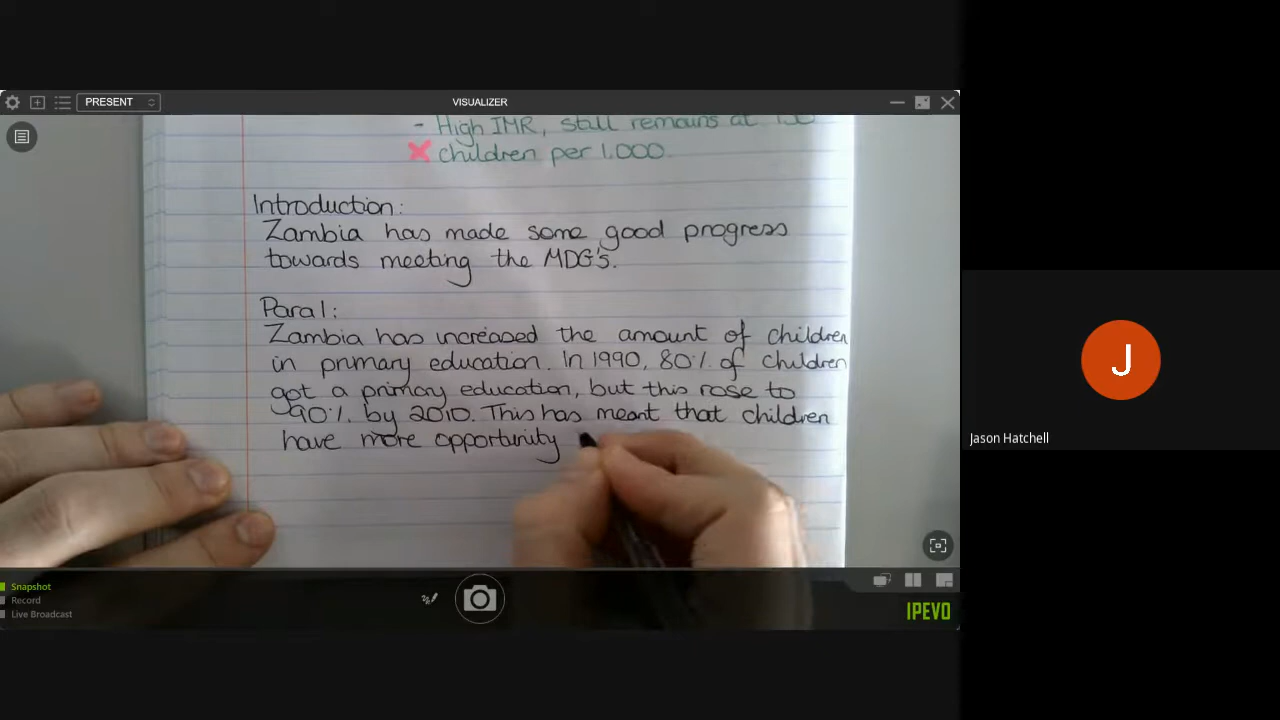 PRESENT
VISUALIZER
- High IMR, still remains at
children per 1.000
Introduction:
Zambia has made some good progress
towards meeting the MDG's.
Para 1:
Zambia has increased the amount of children
in primary education. In 1990, 80% of children
got a primary education, but this rose to
90% by 2010. This has meant that children
have more opportunity
J
Jason Hatchell
Snapshot
Record
Live Broadcast
IPEVO